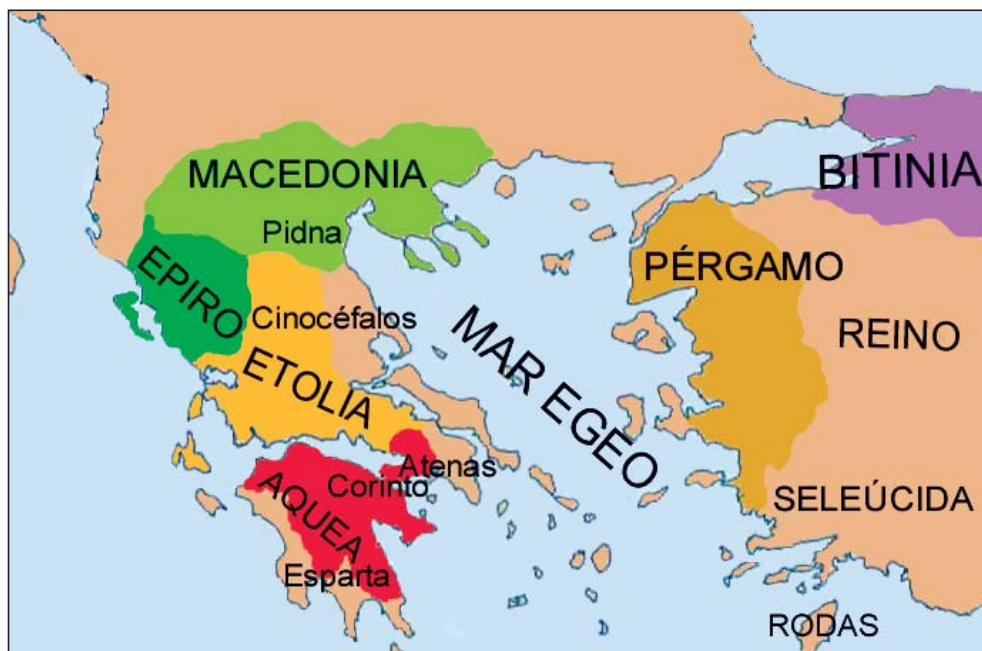 MACEDONIA
BITINIA
Pidna
PÉRGAMO
EPIRO
Cinocéfalos
REINO
MAR EGEO
ETOLIA
Atenas
Corinto
AQUEA
SELEÚCIDA
Esparta
RODAS